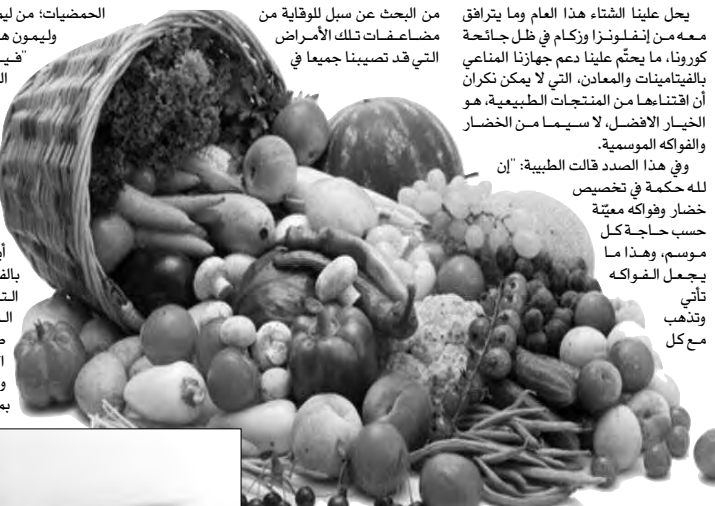 يحل علينا الشتاء هذا العام وما يترافق
معه من إنفلونزا وزكام في ظل جائحة
كورونا، ما يحتّم علينا دعم جهازنا المناعي
بالفيتامينات والمعادن، التي لا يمكن نكران
أن اقتناءها من المنتجات الطبيعية، هو
الخيار الافضل، لا سيما من الخضار
والفواكه الموسمية.
وفي هذا الصدد قالت الطبيبة: "إن
لله حكمة في تخصيص
خضار وفواكه معيّنة
حسب حاجة كل
موسم، وهذا ما
يجعل الفواكه
تأتي
وتذهب
مع كل
من البحث عن سبل للوقاية من
مضاعفات تلك الأمراض
التي قد تصيبنا جميعا في
الحمضيات؛ من ليم
وليمون